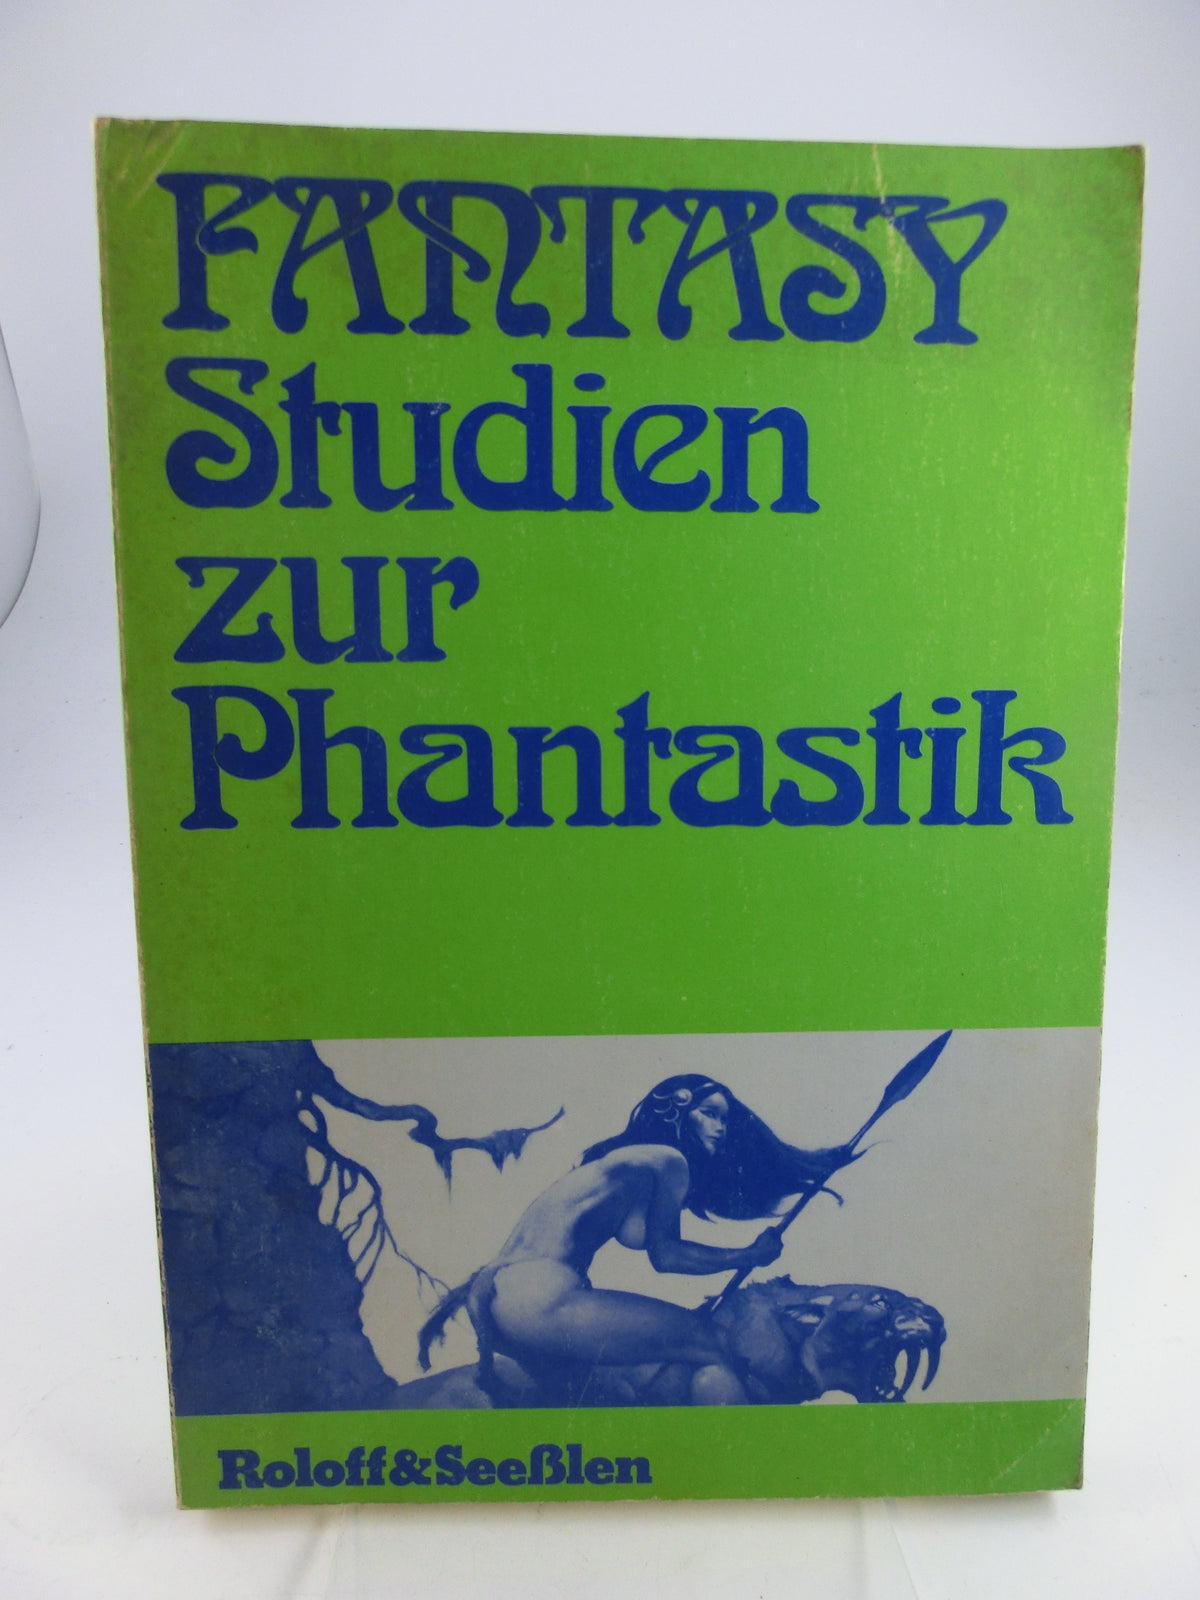 FANTASY
Studien
zur
Phantastik
Roloff&Seeßlen